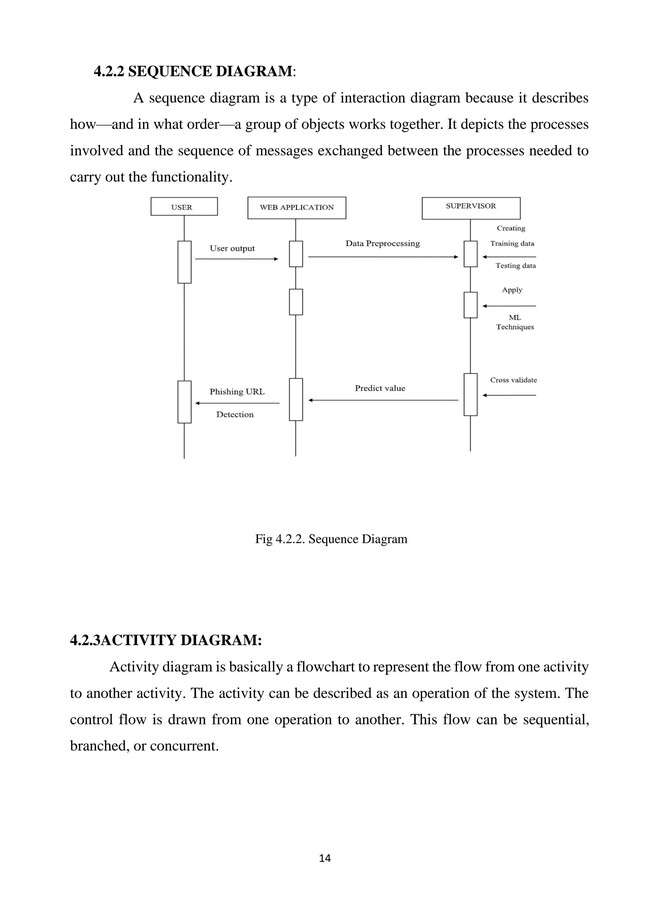 4.2.2 SEQUENCE DIAGRAM:
A sequence diagram is a type of interaction diagram because it describes
how—and in what order—a group of objects works together. It depicts the processes
involved and the sequence of messages exchanged between the processes needed to
carry out the functionality.
USER
WEB APPLICATION
SUPERVISOR
Creating
User output
Data Preprocessing
Training data
Testing data
Apply
ML
Techniques
Phishing URL
Predict value
Cross validate
Detection
Fig 4.2.2. Sequence Diagram
4.2.3ACTIVITY DIAGRAM:
Activity diagram is basically a flowchart to represent the flow from one activity
to another activity. The activity can be described as an operation of the system. The
control flow is drawn from one operation to another. This flow can be sequential,
branched, or concurrent.
14